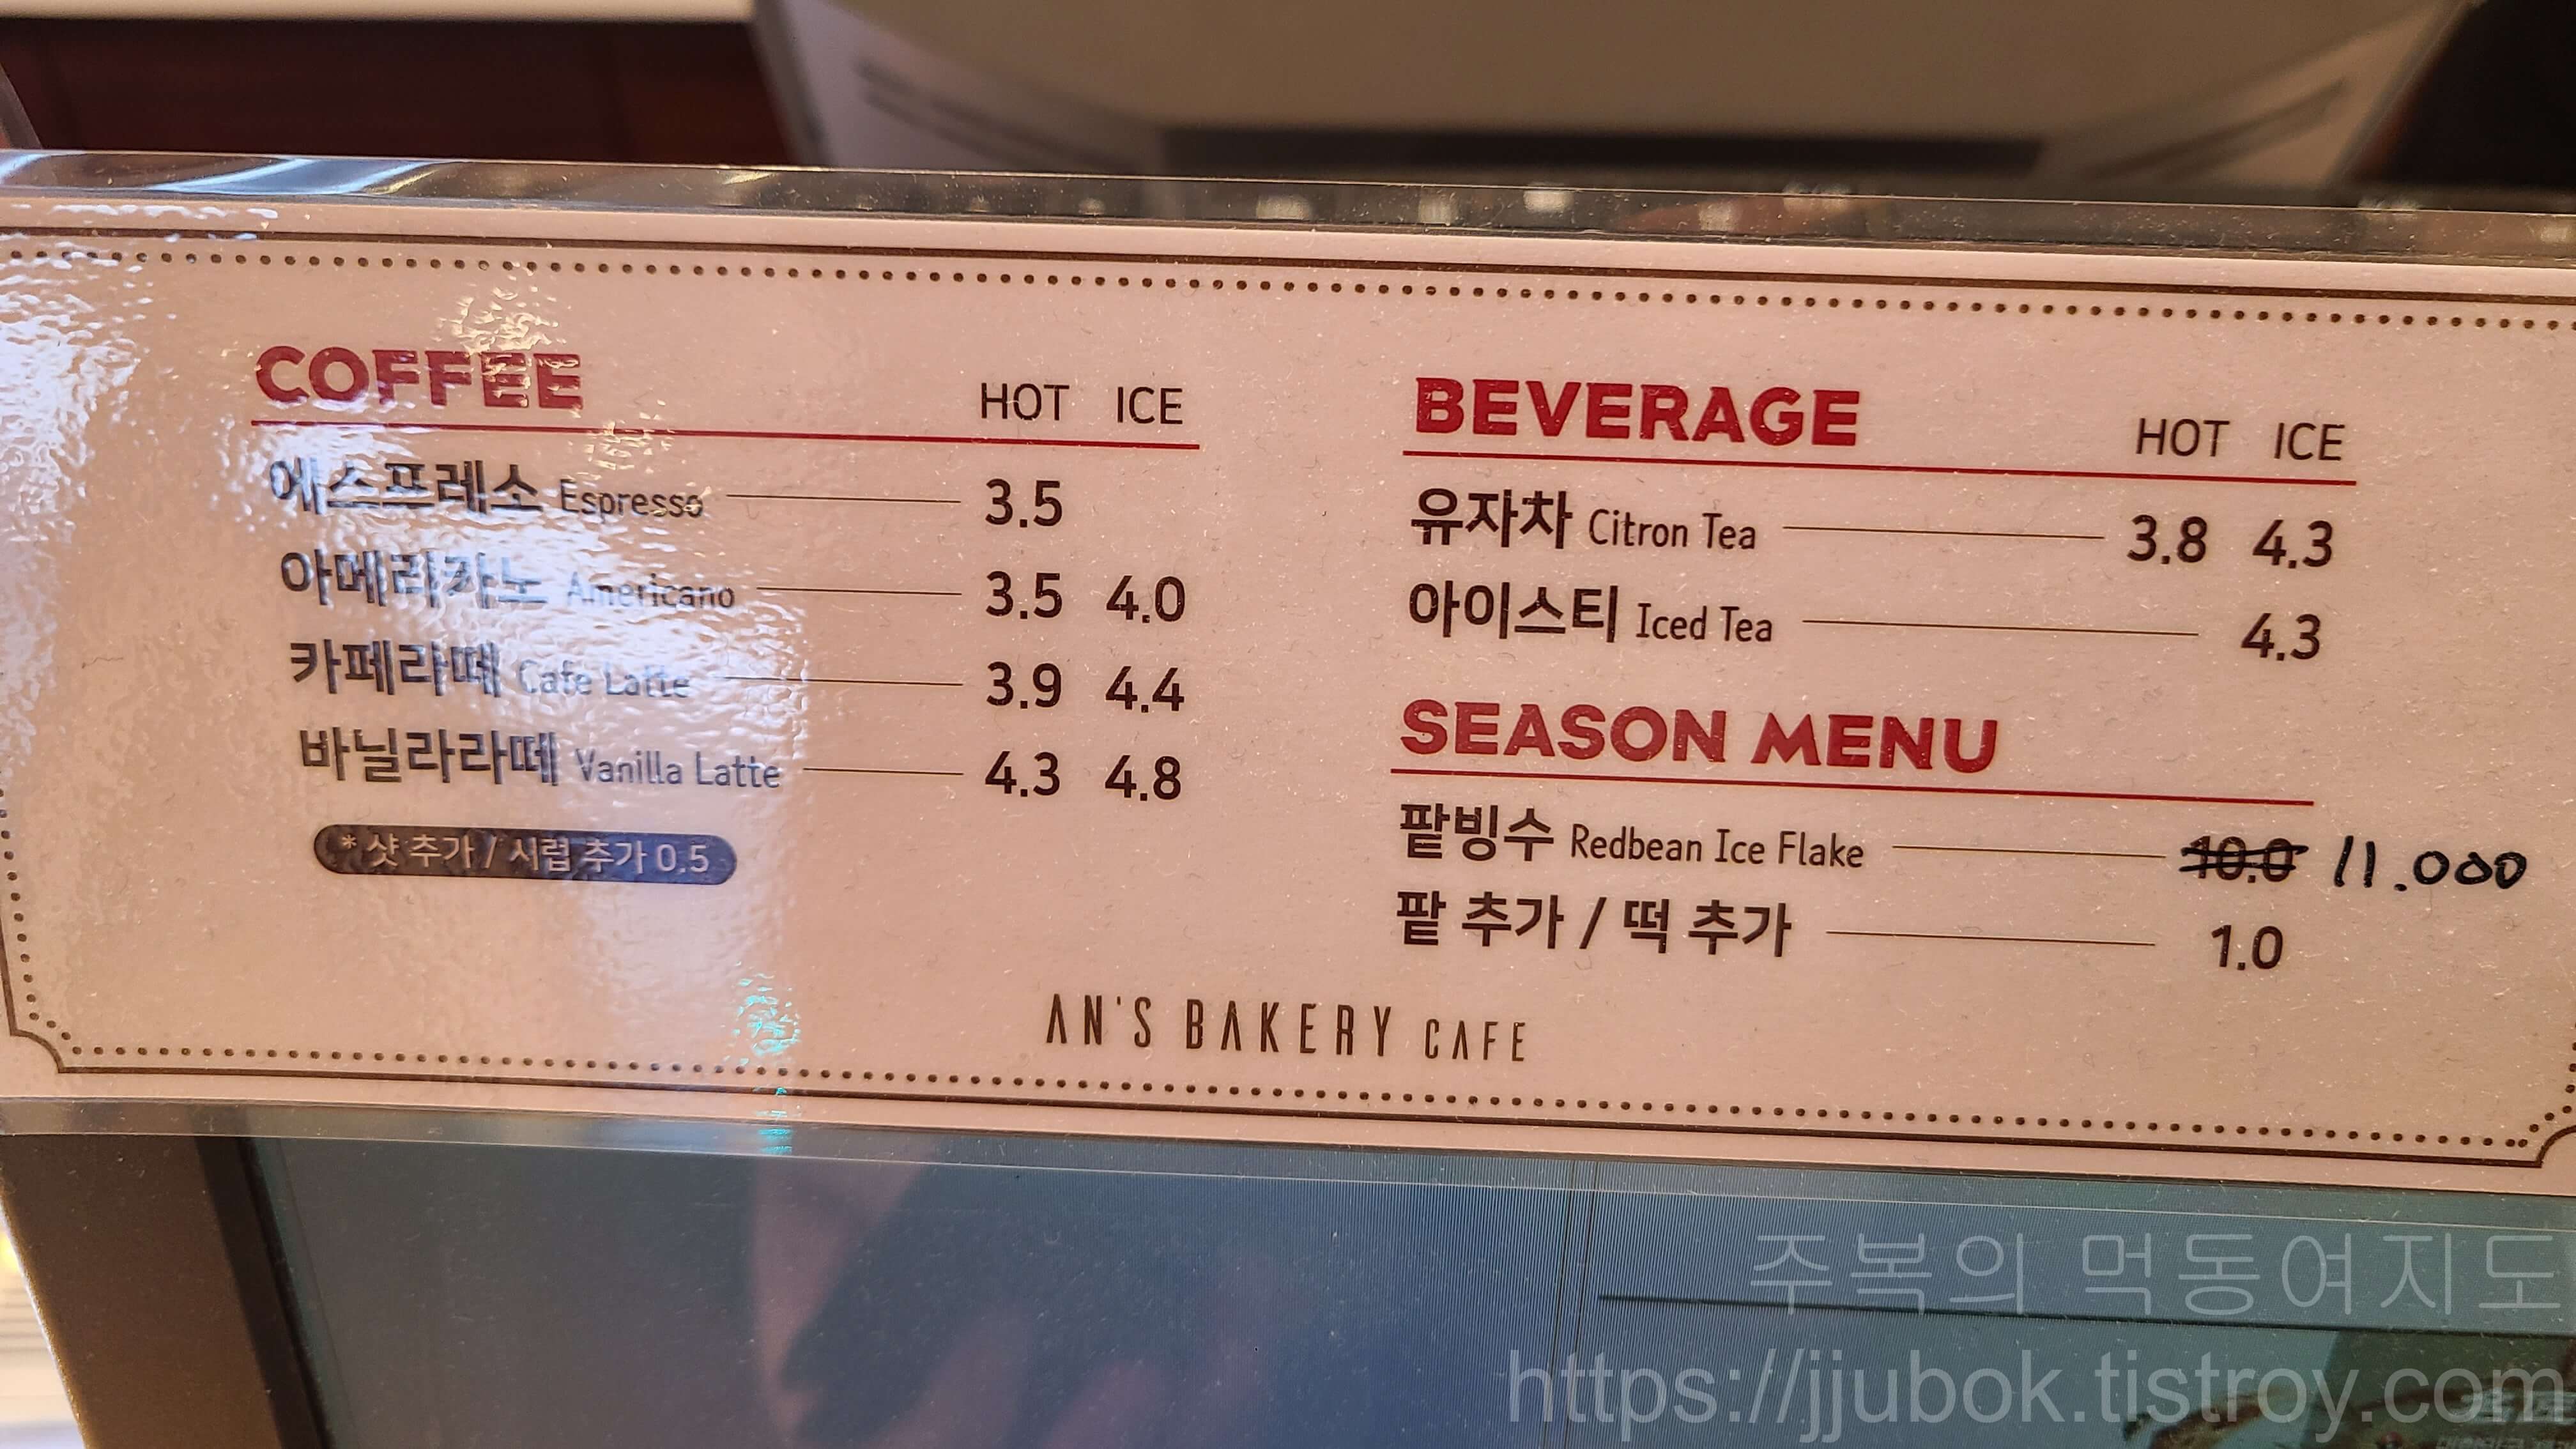 COFFEE HOT ICE
에스프레소 Espresso 3.5
아메리카노 Americano 3.5 4.0
카페라떼 Cafe Latte 3.9 4.4
바닐라라떼 Vanilla Latte 4.3 4.8
* 샷 추가 / 시럽 추가 0.5
BEVERAGE HOT ICE
유자차 Citron Tea 3.8 4.3
아이스티 Iced Tea 4.3
SEASON MENU
팥빙수 Redbean Ice Flake 10.0 11.000
팥 추가 / 떡 추가 1.0
AN'S BAKERY CAFE
주복의 먹동여지도
https://jjubok.tistroy.com